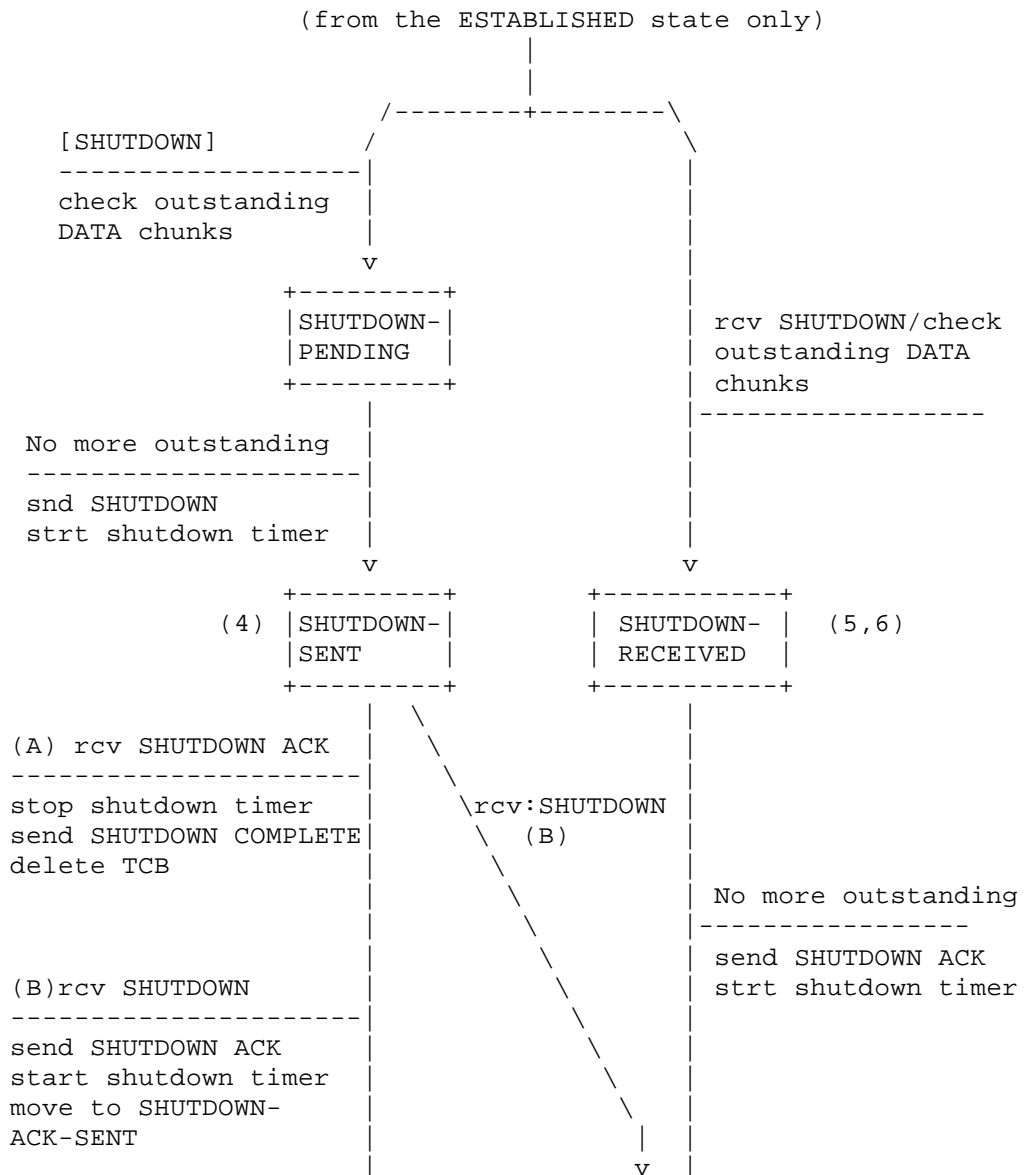 (from the ESTABLISHED state only)
|
|
/--------+--------\
[SHUTDOWN]         /                   \
-------------------|                   |
check outstanding  |                   |
DATA chunks        |                   |
v                   |
+---------+              |
|SHUTDOWN-|              | rcv SHUTDOWN/check
|PENDING  |              | outstanding DATA
+---------+              | chunks
|                   |------------------
No more outstanding  |                   |
---------------------|                   |
snd SHUTDOWN         |                   |
strt shutdown timer  |                   |
v                   v
+---------+        +-----------+
(4) |SHUTDOWN-|        | SHUTDOWN- |  (5,6)
|SENT     |        | RECEIVED  |
+---------+        +-----------+
|  \                |
(A) rcv SHUTDOWN ACK  |   \               |
----------------------|    \              |
stop shutdown timer   |     \rcv:SHUTDOWN |
send SHUTDOWN COMPLETE|      \  (B)       |
delete TCB            |       \           |
|        \          | No more outstanding
|         \         |-----------------
|          \        | send SHUTDOWN ACK
(B)rcv SHUTDOWN       |           \       | strt shutdown timer
----------------------|            \      |
send SHUTDOWN ACK     |             \     |
start shutdown timer  |              \    |
move to SHUTDOWN-     |               \   |
ACK-SENT              |                |  |
|                v  |